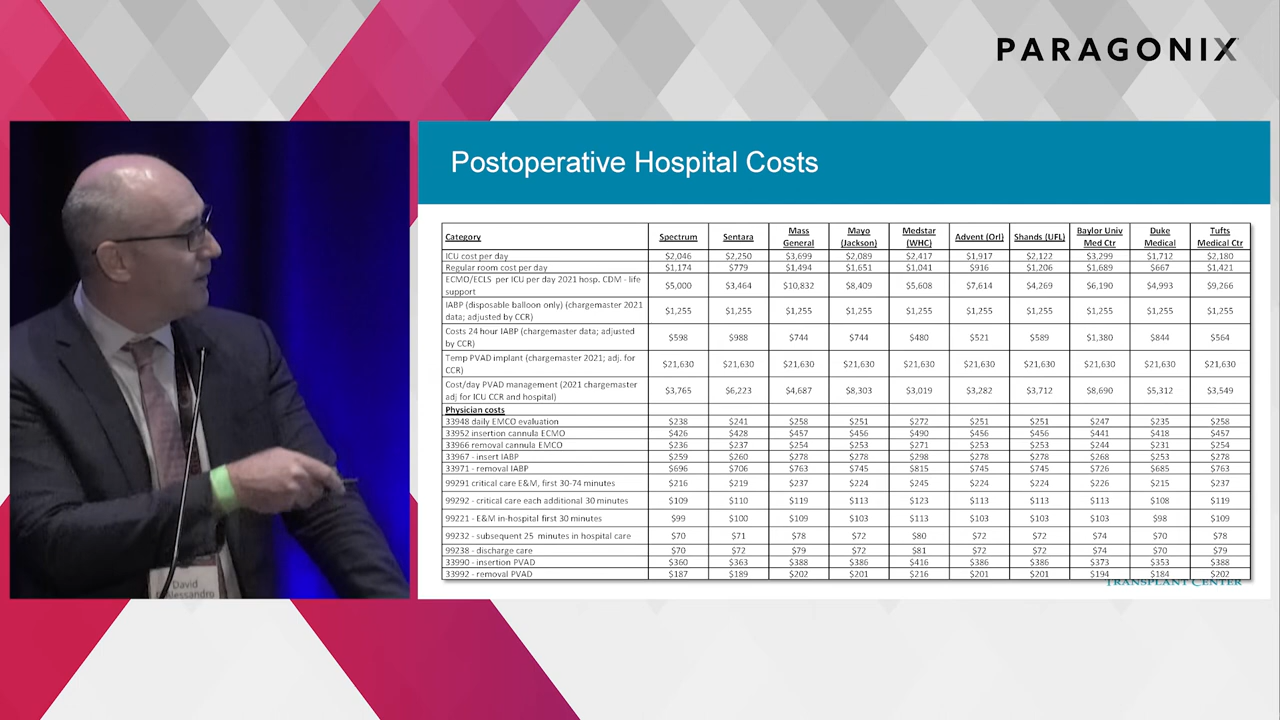 PARAGONIX
Postoperative Hospital Costs
Category Spectrum Sentara Mass General Mayo (Jackson) Medstar (WHC) Advent (Orl) Shands (UFL) Baylor Univ Med Ctr Duke Medical Tufts Medical Ctr
ICU cost per day $2,046 $2,250 $3,699 $2,089 $2,417 $1,917 $2,122 $3,299 $1,712 $2,180
Regular room cost per day $1,174 $779 $1,494 $1,651 $1,041 $916 $1,206 $1,689 $667 $1,421
ECMO/ECLS per ICU per day 2021 hosp. CDM - life support $5,000 $3,464 $10,832 $8,409 $5,608 $7,614 $4,269 $6,190 $4,993 $9,266
IABP (disposable balloon only) (chargemaster 2021 data; adjusted by CCR) $1,255 $1,255 $1,255 $1,255 $1,255 $1,255 $1,255 $1,255 $1,255 $1,255
Costs 24 hour IABP (chargemaster data; adjusted by CCR) $598 $988 $744 $744 $480 $521 $589 $1,380 $844 $564
Temp PVAD implant (chargemaster 2021; adj. for CCR) $21,630 $21,630 $21,630 $21,630 $21,630 $21,630 $21,630 $21,630 $21,630 $21,630
Cost/day PVAD management (2021 chargemaster adj for ICU CCR and hospital) $3,765 $6,223 $4,687 $8,303 $3,019 $3,282 $3,712 $8,690 $5,312 $3,549
Physician costs
33948 daily EMCO evaluation $238 $241 $258 $251 $272 $251 $251 $247 $235 $258
33952 insertion cannula ECMO $426 $428 $457 $456 $490 $456 $456 $441 $418 $457
33966 removal cannula EMCO $236 $237 $254 $253 $271 $253 $253 $244 $231 $254
33967 - insert IABP $259 $260 $278 $278 $298 $278 $278 $268 $253 $278
33971 - removal IABP $696 $706 $763 $745 $815 $745 $745 $726 $685 $763
99291 critical care E&M, first 30-74 minutes $216 $219 $237 $224 $245 $224 $224 $226 $215 $237
99292 - critical care each additional 30 minutes $109 $110 $119 $113 $123 $113 $113 $113 $108 $119
99221 - E&M in-hospital first 30 minutes $99 $100 $109 $103 $113 $103 $103 $103 $98 $109
99232 - subsequent 25 minutes in hospital care $70 $71 $78 $72 $80 $72 $72 $74 $70 $78
99238 - discharge care $70 $72 $79 $72 $81 $72 $72 $74 $70 $79
33990 - insertion PVAD $360 $363 $388 $386 $416 $386 $386 $373 $353 $388
33992 - removal PVAD $187 $189 $202 $201 $216 $201 $201 $194 $184 $202
TRANSPLANT CENTER
David